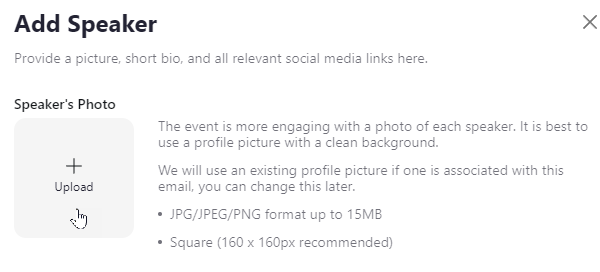 Add Speaker
Provide a picture, short bio, and all relevant social media links here.
Speaker's Photo
Upload
The event is more engaging with a photo of each speaker. It is best to
use a profile picture with a clean background.
We will use an existing profile picture if one is associated with this
email, you can change this later.
▪ JPG/JPEG/PNG format up to 15MB
▪ Square (160 x 160px recommended)